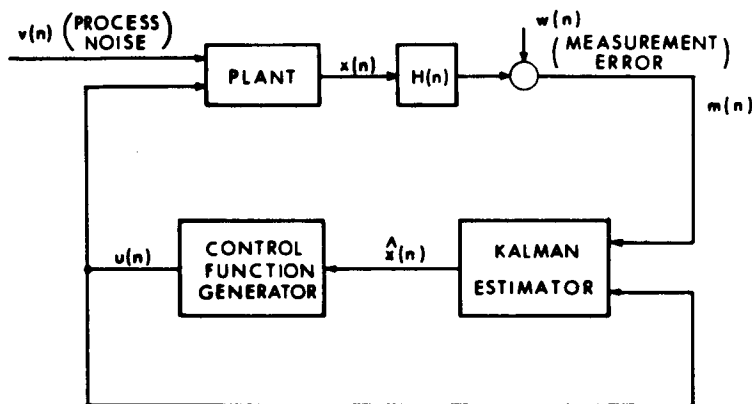 v(n) (PROCESS
NOISE)
PLANT
x(n)
H(n)
w(n)
(MEASUREMENT
ERROR)
m(n)
u(n)
CONTROL
FUNCTION
GENERATOR
x̂(n)
KALMAN
ESTIMATOR